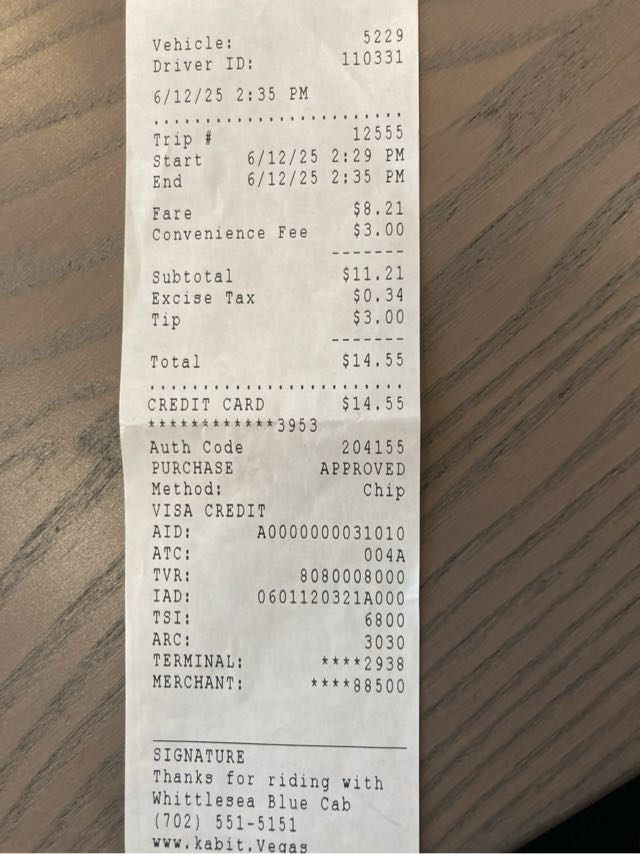 Vehicle: 5229
Driver ID: 110331
6/12/25 2:35 PM
Trip # 12555
Start 6/12/25 2:29 PM
End 6/12/25 2:35 PM
Fare $8.21
Convenience Fee $3.00
-------
Subtotal $11.21
Excise Tax $0.34
Tip $3.00
-------
Total $14.55
CREDIT CARD $14.55
************3953
Auth Code 204155
PURCHASE APPROVED
Method: Chip
VISA CREDIT
AID: A0000000031010
ATC: 004A
TVR: 8080008000
IAD: 0601120321A000
TSI: 6800
ARC: 3030
TERMINAL: ****2938
MERCHANT: ****88500
SIGNATURE
Thanks for riding with
Whittlesea Blue Cab
(702) 551-5151
www.kabit.Vegas